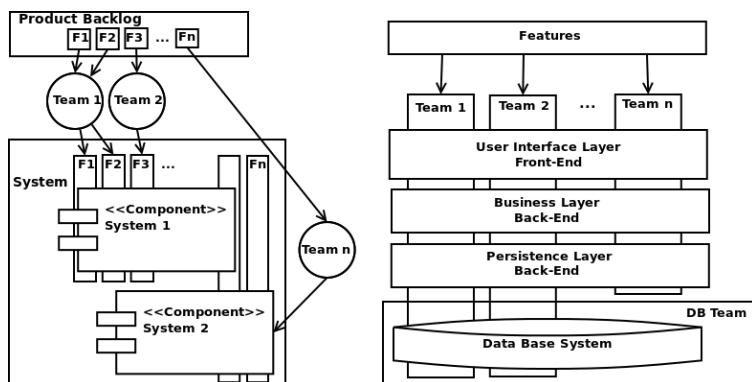 Product Backlog
F1 F2 F3 ... Fn
Team 1 Team 2
System
F1 F2 F3 ... Fn
<<Component>>
System 1
Team n
<<Component>>
System 2
Features
Team 1 Team 2 ... Team n
User Interface Layer
Front-End
Business Layer
Back-End
Persistence Layer
Back-End
DB Team
Data Base System